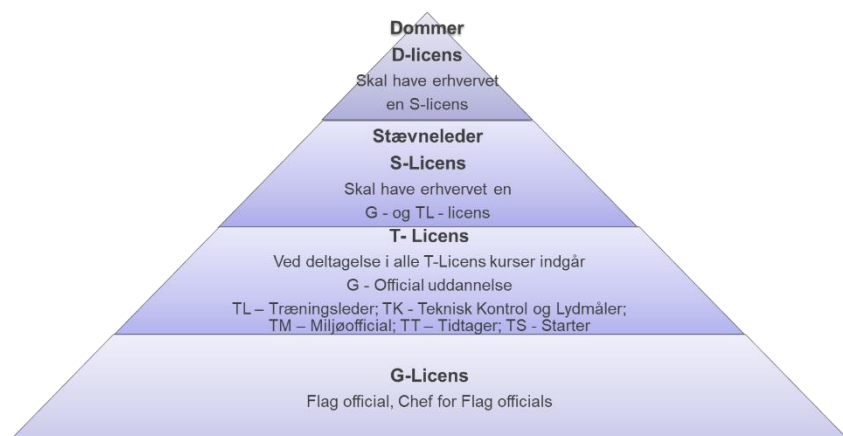 Dommer
D-licens
Skal have erhvervet
en S-licens
Stævneleder
S-Licens
Skal have erhvervet en
G - og TL - licens
T- Licens
Ved deltagelse i alle T-Licens kurser indgår
G - Official uddannelse
TL – Træningsleder; TK - Teknisk Kontrol og Lydmåler;
TM – Miljøofficial; TT – Tidtager; TS - Starter
G-Licens
Flag official, Chef for Flag officials